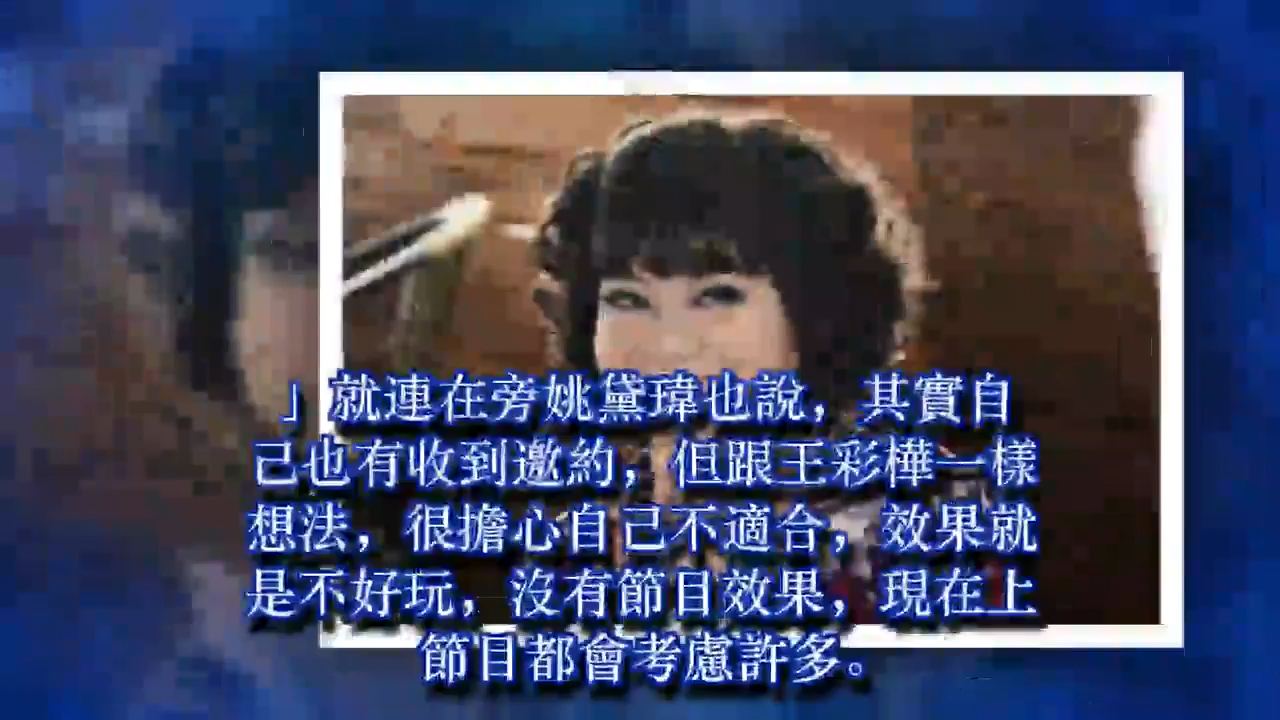 」就連在旁姚黛瑋也說，其實自
己也有收到邀約，但跟王彩樺一樣
想法，很擔心自己不適合，效果就
是不好玩，沒有節目效果，現在上
節目都會考慮許多。